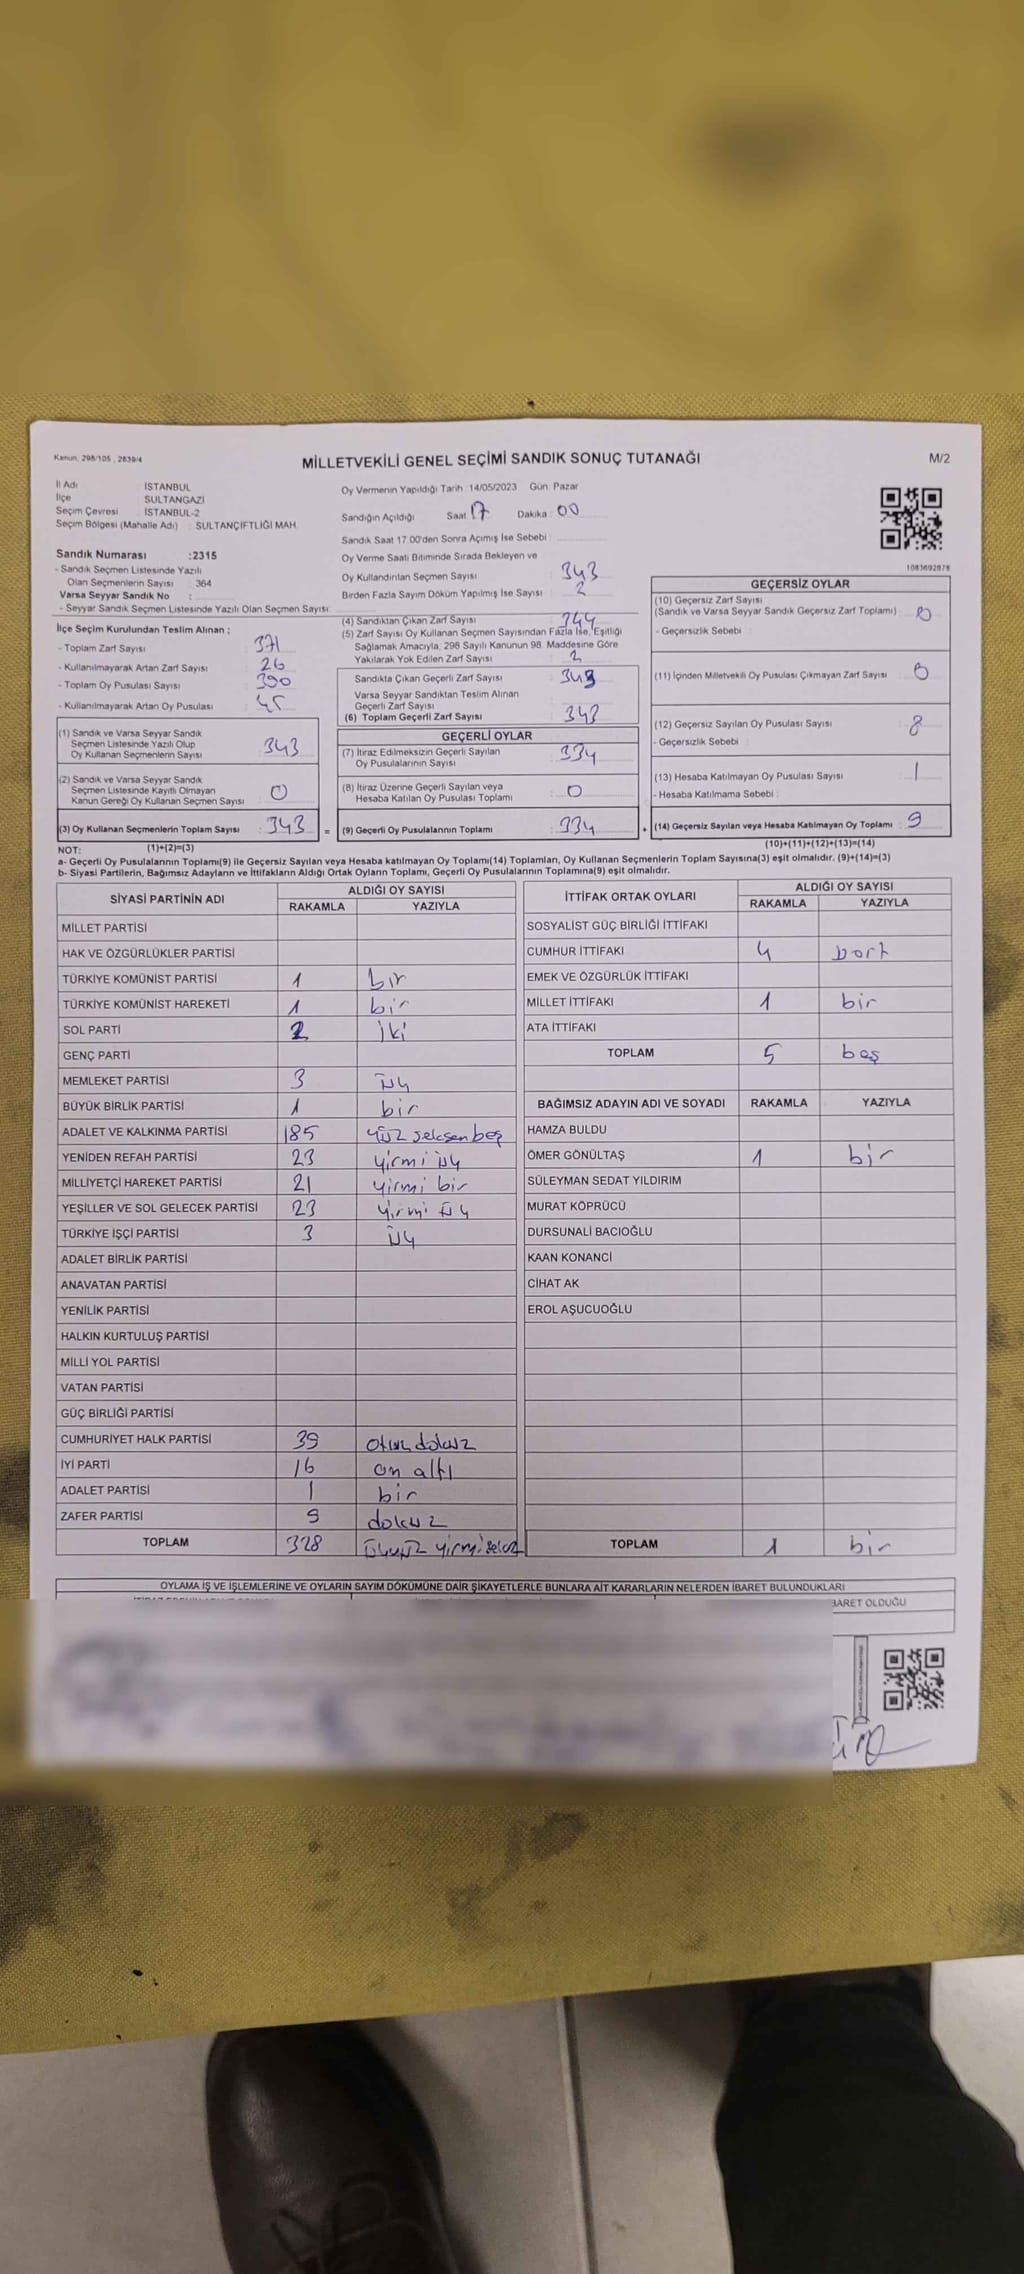 Kanun, 298/105 , 2839/4
MİLLETVEKİLİ GENEL SEÇİMİ SANDIK SONUÇ TUTANAĞI
M/2
İl Adı İSTANBUL
İlçe SULTANGAZİ
Seçim Çevresi İSTANBUL-2
Seçim Bölgesi (Mahalle Adı) : SULTANÇİFTLİĞİ MAH.
Sandık Numarası :2315
- Sandık Seçmen Listesinde Yazılı
Olan Seçmenlerin Sayısı : 364
Varsa Seyyar Sandık No :
- Seyyar Sandık Seçmen Listesinde Yazılı Olan Seçmen Sayısı:
İlçe Seçim Kurulundan Teslim Alınan :
- Toplam Zarf Sayısı : 371
- Kullanılmayarak Artan Zarf Sayısı : 26
- Toplam Oy Pusulası Sayısı : 390
- Kullanılmayarak Artan Oy Pusulası : 45
Oy Vermenin Yapıldığı Tarih :14/05/2023 Gün: Pazar
Sandığın Açıldığı Saat 17 Dakika : 00
Sandık Saat 17.00'den Sonra Açımış İse Sebebi :
Oy Verme Saati Bitiminde Sırada Bekleyen ve
Oy Kullandırılan Seçmen Sayısı : 343
Birden Fazla Sayım Döküm Yapılmış İse Sayısı : 2
(4) Sandıktan Çıkan Zarf Sayısı : 344
(5) Zarf Sayısı Oy Kullanan Seçmen Sayısından Fazla İse, Eşitliği
Sağlamak Amacıyla, 298 Sayılı Kanunun 98. Maddesine Göre
Yakılarak Yok Edilen Zarf Sayısı :
Sandıkta Çıkan Geçerli Zarf Sayısı : 343
Varsa Seyyar Sandıktan Teslim Alınan
Geçerli Zarf Sayısı :
(6) Toplam Geçerli Zarf Sayısı : 343
1083692878
GEÇERSİZ OYLAR
(10) Geçersiz Zarf Sayısı
(Sandık ve Varsa Seyyar Sandık Geçersiz Zarf Toplamı) : 0
- Geçersizlik Sebebi :
(11) İçinden Milletvekili Oy Pusulası Çıkmayan Zarf Sayısı : 0
(12) Geçersiz Sayılan Oy Pusulası Sayısı : 8
- Geçersizlik Sebebi :
(13) Hesaba Katılmayan Oy Pusulası Sayısı : 1
- Hesaba Katılmama Sebebi :
(14) Geçersiz Sayılan veya Hesaba Katılmayan Oy Toplamı : 9
(10)+(11)+(12)+(13)=(14)
(1) Sandık ve Varsa Seyyar Sandık
Seçmen Listesinde Yazılı Olup
Oy Kullanan Seçmenlerin Sayısı : 343
(2) Sandık ve Varsa Seyyar Sandık
Seçmen Listesinde Kayıtlı Olmayan
Kanun Gereği Oy Kullanan Seçmen Sayısı : 0
(3) Oy Kullanan Seçmenlerin Toplam Sayısı : 343 =
GEÇERLİ OYLAR
(7) İtiraz Edilmeksizin Geçerli Sayılan
Oy Pusulalarının Sayısı : 334
(8) İtiraz Üzerine Geçerli Sayılan veya
Hesaba Katılan Oy Pusulası Toplamı : 0
(9) Geçerli Oy Pusulalarının Toplamı : 334 +
NOT: (1)+(2)=(3)
a- Geçerli Oy Pusulalarının Toplamı(9) ile Geçersiz Sayılan veya Hesaba katılmayan Oy Toplamı(14) Toplamları, Oy Kullanan Seçmenlerin Toplam Sayısına(3) eşit olmalıdır. (9)+(14)=(3)
b- Siyasi Partilerin, Bağımsız Adayların ve İttifakların Aldığı Ortak Oyların Toplamı, Geçerli Oy Pusulalarının Toplamına(9) eşit olmalıdır.
SİYASİ PARTİNİN ADI ALDIĞI OY SAYISI
RAKAMLA YAZIYLA
MİLLET PARTİSİ
HAK VE ÖZGÜRLÜKLER PARTİSİ
TÜRKİYE KOMÜNİST PARTİSİ 1 bir
TÜRKİYE KOMÜNİST HAREKETİ 1 bir
SOL PARTİ 2 iki
GENÇ PARTİ
MEMLEKET PARTİSİ 3 üç
BÜYÜK BİRLİK PARTİSİ 1 bir
ADALET VE KALKINMA PARTİSİ 185 yüz seksen beş
YENİDEN REFAH PARTİSİ 23 yirmi üç
MİLLİYETÇİ HAREKET PARTİSİ 21 yirmi bir
YEŞİLLER VE SOL GELECEK PARTİSİ 23 yirmi üç
TÜRKİYE İŞÇİ PARTİSİ 3 üç
ADALET BİRLİK PARTİSİ
ANAVATAN PARTİSİ
YENİLİK PARTİSİ
HALKIN KURTULUŞ PARTİSİ
MİLLİ YOL PARTİSİ
VATAN PARTİSİ
GÜÇ BİRLİĞİ PARTİSİ
CUMHURİYET HALK PARTİSİ 39 otuz dokuz
İYİ PARTİ 16 on altı
ADALET PARTİSİ 1 bir
ZAFER PARTİSİ 9 dokuz
TOPLAM 328 üçyüz yirmi sekiz
İTTİFAK ORTAK OYLARI ALDIĞI OY SAYISI
RAKAMLA YAZIYLA
SOSYALİST GÜÇ BİRLİĞİ İTTİFAKI
CUMHUR İTTİFAKI 4 dört
EMEK VE ÖZGÜRLÜK İTTİFAKI
MİLLET İTTİFAKI 1 bir
ATA İTTİFAKI
TOPLAM 5 beş
BAĞIMSIZ ADAYIN ADI VE SOYADI RAKAMLA YAZIYLA
HAMZA BULDU
ÖMER GÖNÜLTAŞ 1 bir
SÜLEYMAN SEDAT YILDIRIM
MURAT KÖPRÜCÜ
DURSUNALİ BACIOĞLU
KAAN KONANCİ
CİHAT AK
EROL AŞUCUOĞLU
TOPLAM 1 bir
OYLAMA İŞ VE İŞLEMLERİNE VE OYLARIN SAYIM DÖKÜMÜNE DAİR ŞİKAYETLERLE BUNLARA AİT KARARLARIN NELERDEN İBARET BULUNDUKLARI
BARET OLDUĞU